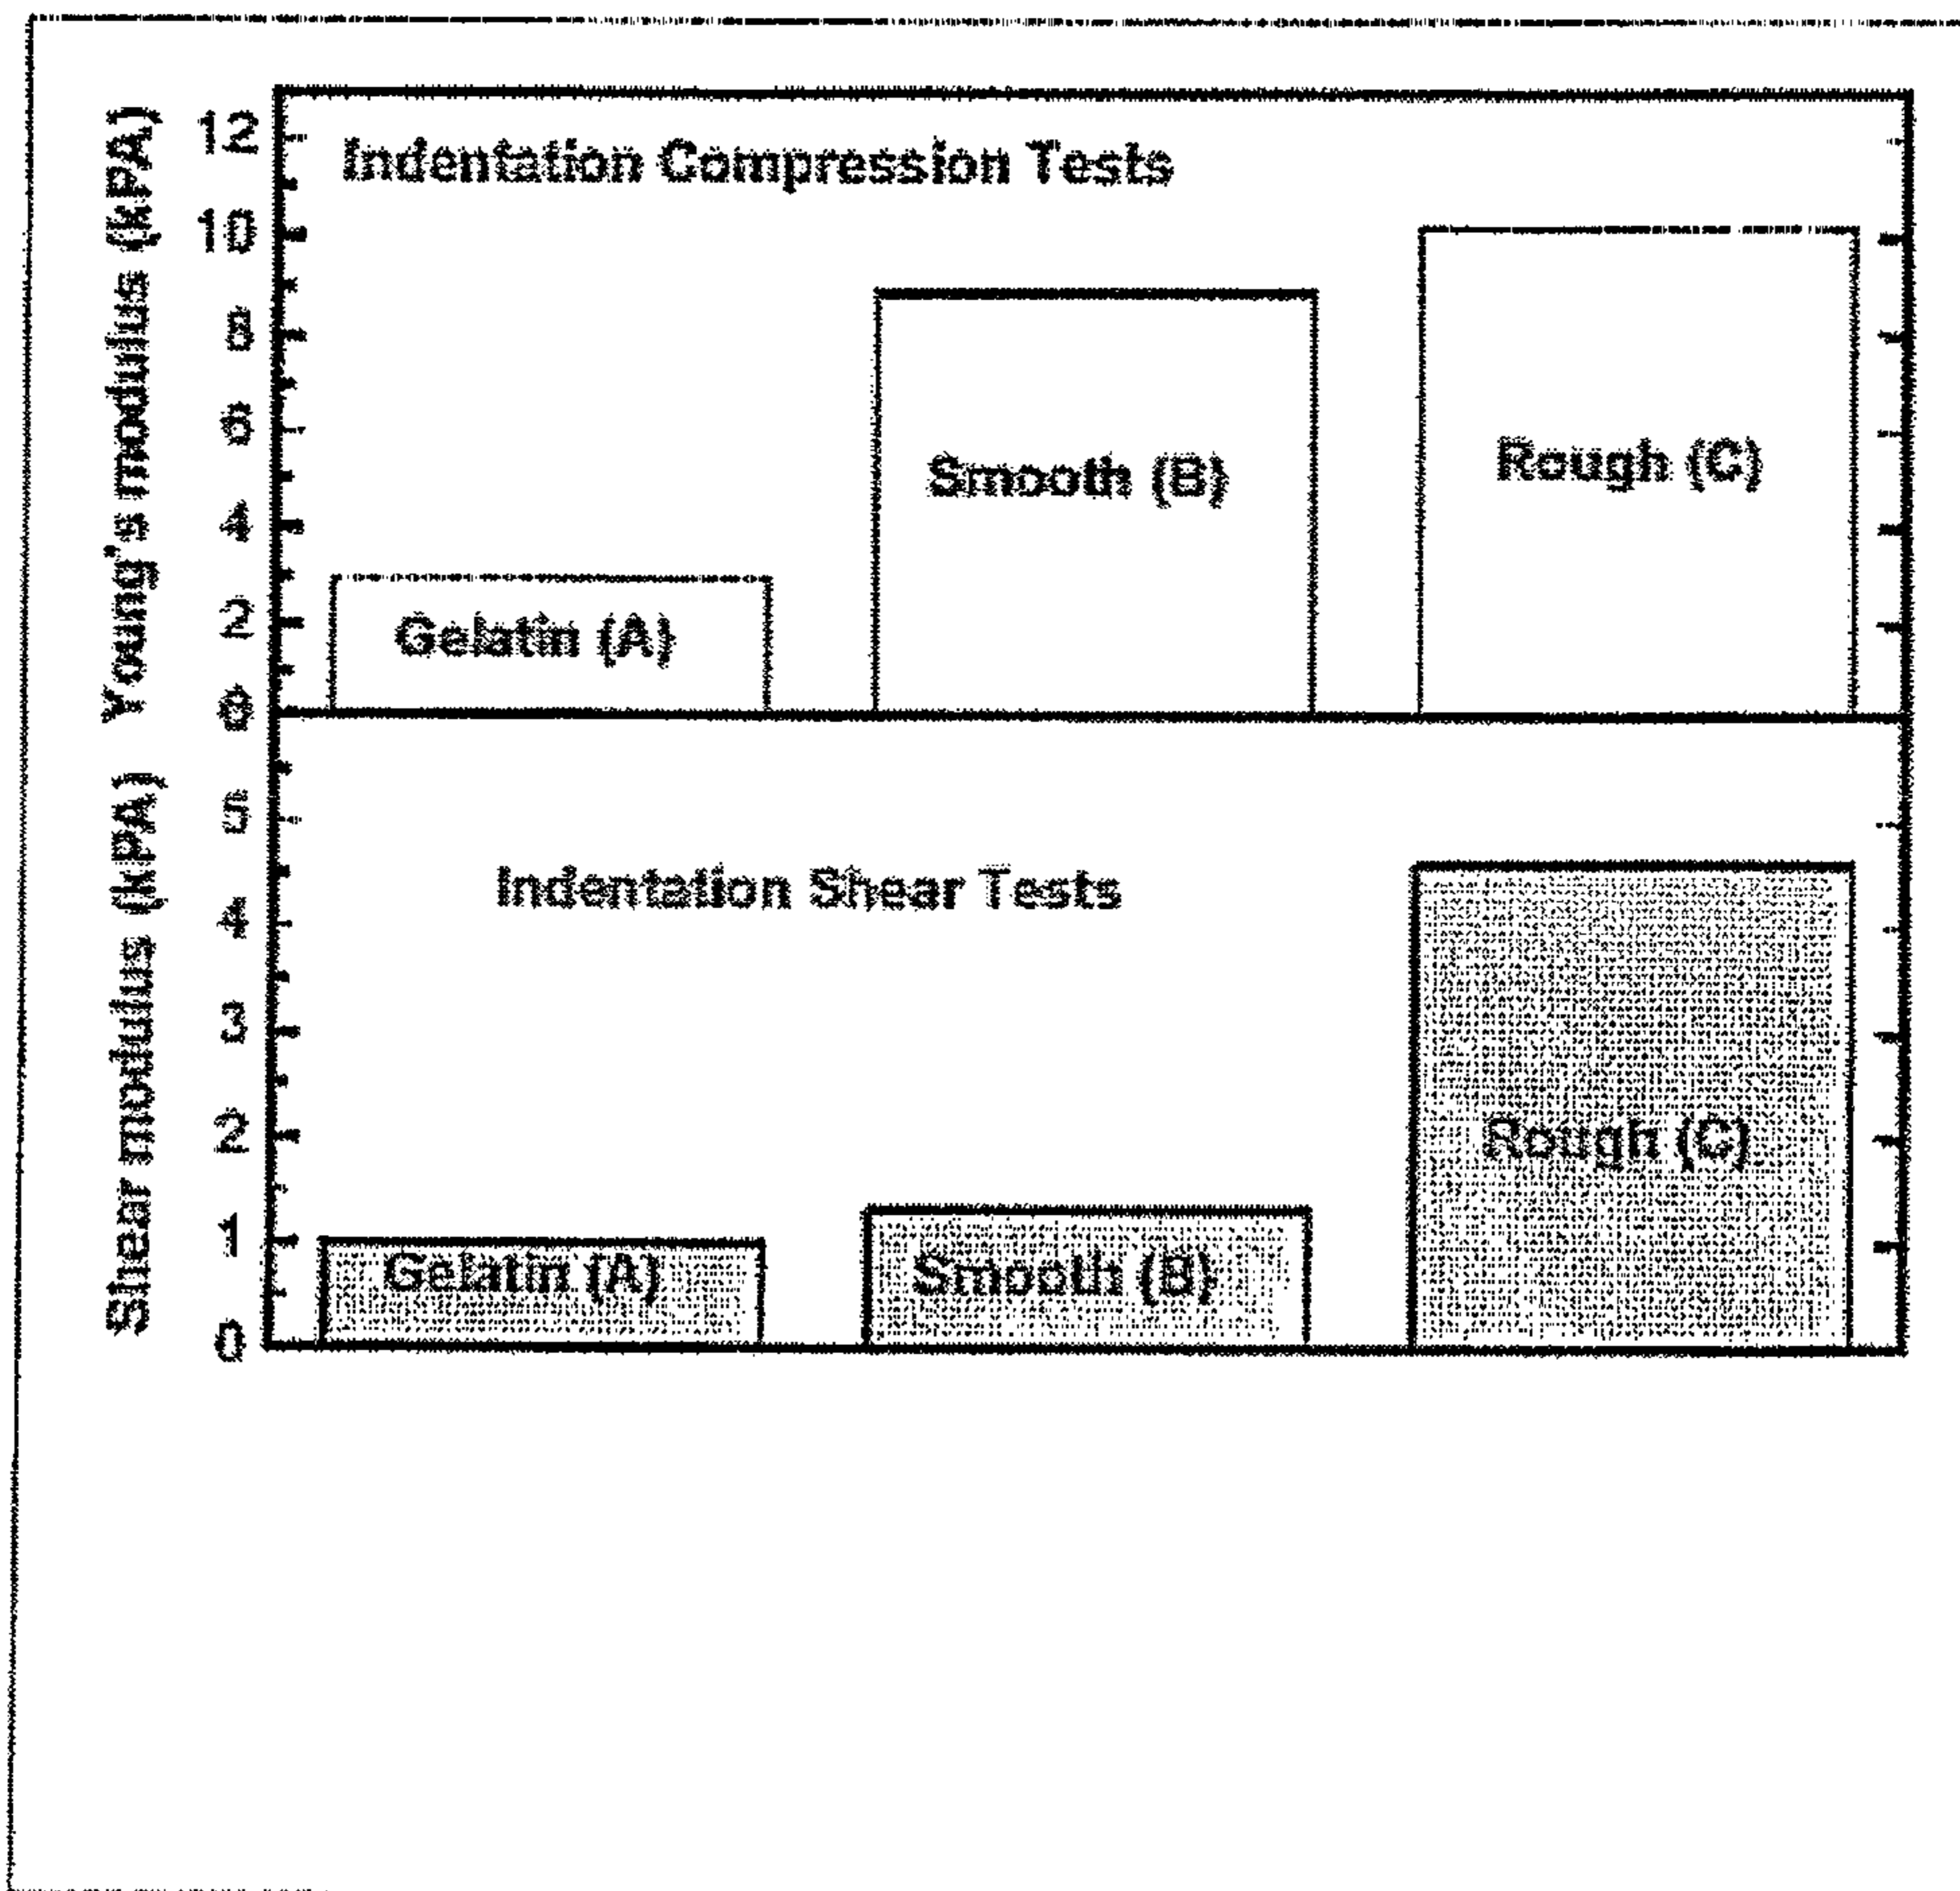 Young's modulus (kPA)
12
10
8
6
4
2
0
Indentation Compression Tests
Gelatin (A)
Smooth (B)
Rough (C)
Shear modulus (kPA)
5
4
3
2
1
0
Indentation Shear Tests
Gelatin (A)
Smooth (B)
Rough (C)